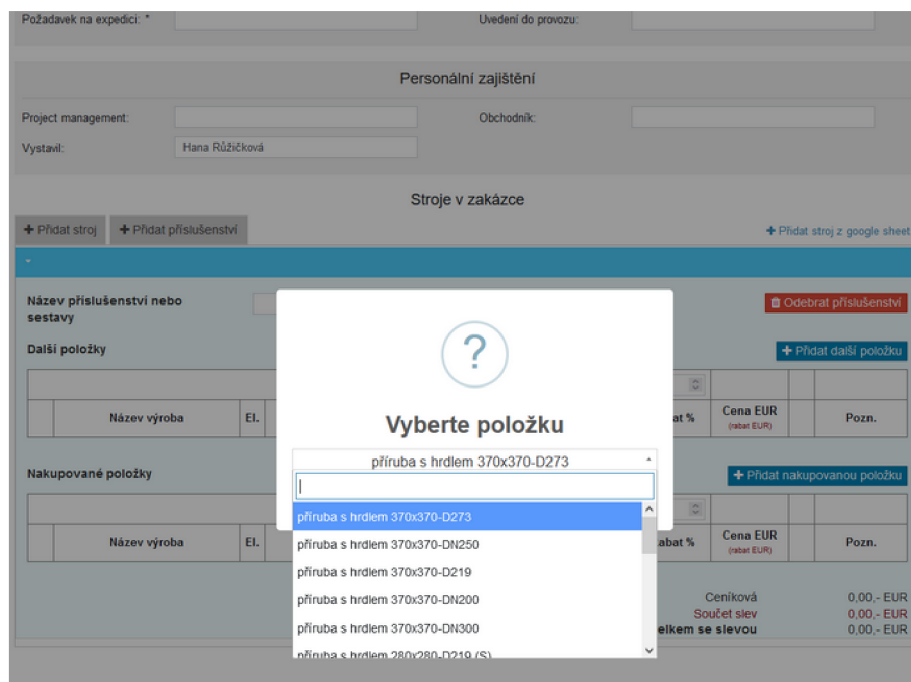 Požadavek na expedici: * Uvedení do provozu:
Personální zajištění
Project management: Obchodník:
Vystavil: Hana Růžičková
Stroje v zakázce
+ Přidat stroj + Přidat příslušenství + Přidat stroj z google sheet
Název příslušenství nebo
sestavy
Odebrat příslušenství
Další položky + Přidat další položku
?
Název výroba El. at % Cena EUR
(rabat EUR) Pozn.
Vyberte položku
příruba s hrdlem 370x370-D273
Nakupované položky + Přidat nakupovanou položku
příruba s hrdlem 370x370-D273
Název výroba El. abat % Cena EUR
(rabat EUR) Pozn.
příruba s hrdlem 370x370-DN250
příruba s hrdlem 370x370-D219
příruba s hrdlem 370x370-DN200
příruba s hrdlem 370x370-DN300
příruba s hrdlem 280x280-D219 (S)
Ceníková 0,00,- EUR
Součet slev 0,00,- EUR
elkem se slevou 0,00,- EUR